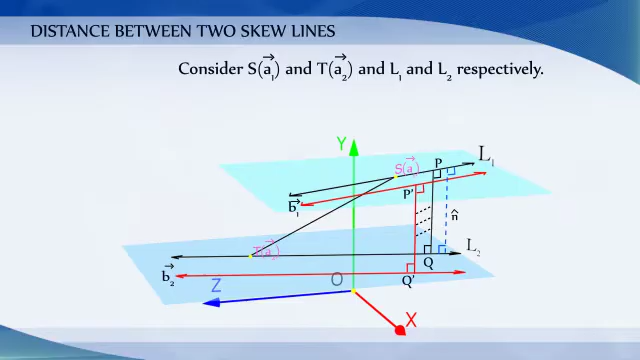 DISTANCE BETWEEN TWO SKEW LINES
Consider S(a⃗₁) and T(a⃗₂) and L₁ and L₂ respectively.
Y
S(a⃗₁)
P
L₁
P'
b⃗₁
n̂
T(a⃗₂)
L₂
Q
b⃗₂
Z
O
Q'
X